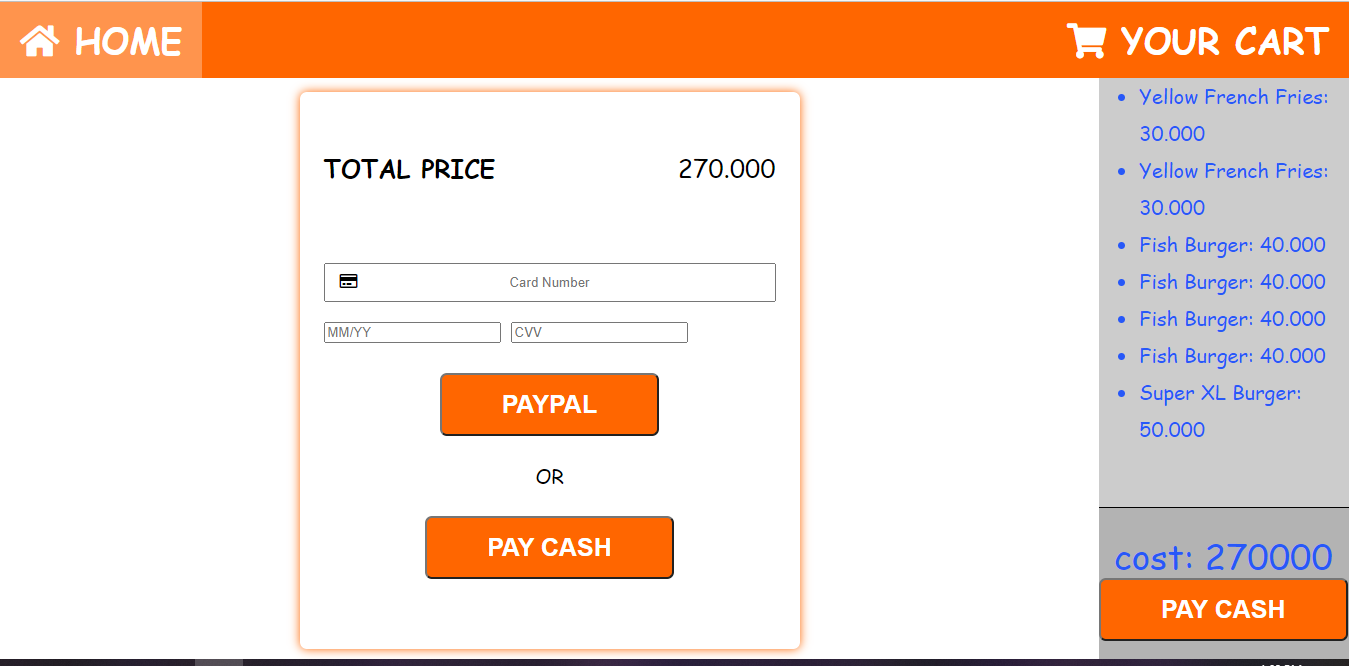 HOME
YOUR CART
TOTAL PRICE 270.000
Card Number
MM/YY CVV
PAYPAL
OR
PAY CASH
Yellow French Fries:
30.000
Yellow French Fries:
30.000
Fish Burger: 40.000
Fish Burger: 40.000
Fish Burger: 40.000
Fish Burger: 40.000
Super XL Burger:
50.000
cost: 270000
PAY CASH